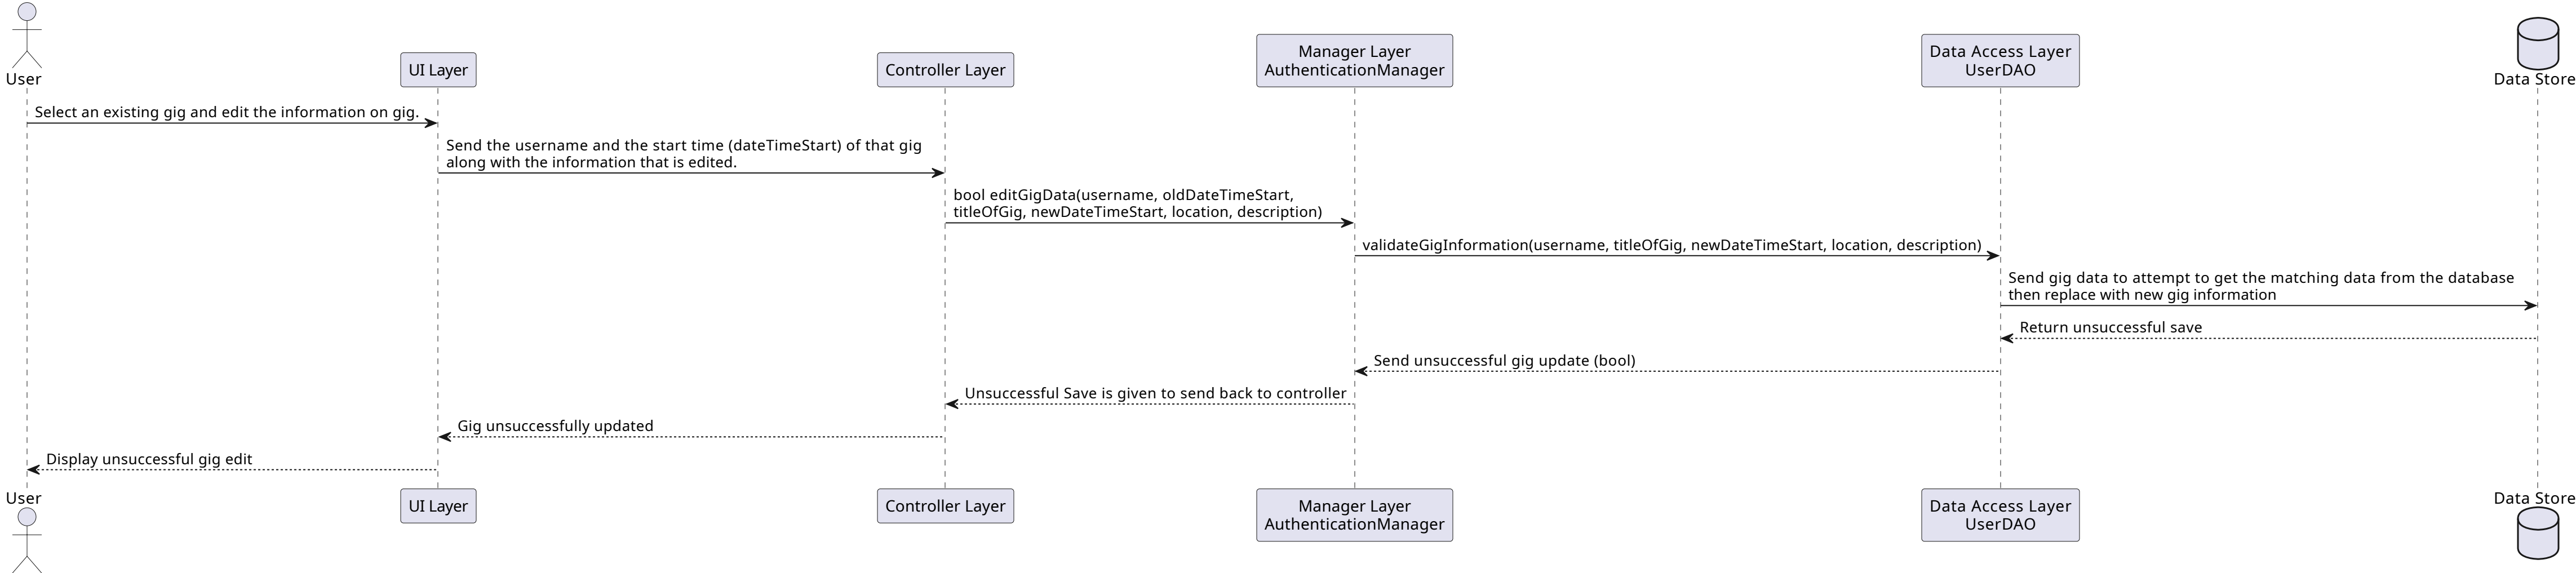 User
UI Layer
Controller Layer
Manager Layer
AuthenticationManager
Data Access Layer
UserDAO
Data Store
Select an existing gig and edit the information on gig.
Send the username and the start time (dateTimeStart) of that gig
along with the information that is edited.
bool editGigData(username, oldDateTimeStart,
titleOfGig, newDateTimeStart, location, description)
validateGigInformation(username, titleOfGig, newDateTimeStart, location, description)
Send gig data to attempt to get the matching data from the database
then replace with new gig information
Return unsuccessful save
Send unsuccessful gig update (bool)
Unsuccessful Save is given to send back to controller
Gig unsuccessfully updated
Display unsuccessful gig edit
User
UI Layer
Controller Layer
Manager Layer
AuthenticationManager
Data Access Layer
UserDAO
Data Store